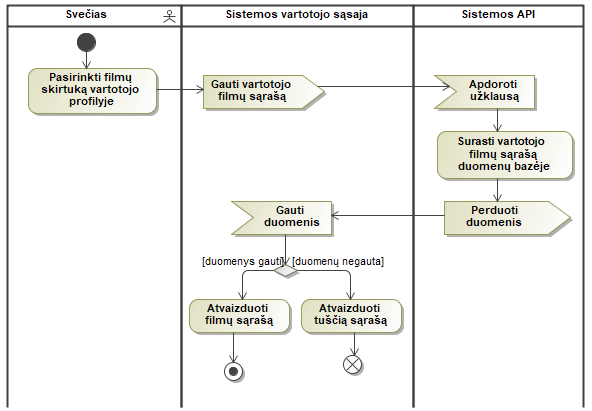 Svečias
Sistemos vartotojo sąsaja
Sistemos API
Pasirinkti filmų
skirtuką vartotojo
profilyje
Gauti vartotojo
filmų sąrašą
Apdoroti
užklausą
Surasti vartotojo
filmų sąrašą
duomenų bazėje
Gauti
duomenis
Perduoti
duomenis
[duomenys gauti]
[duomenų negauta]
Atvaizduoti
filmų sąrašą
Atvaizduoti
tuščią sąrašą